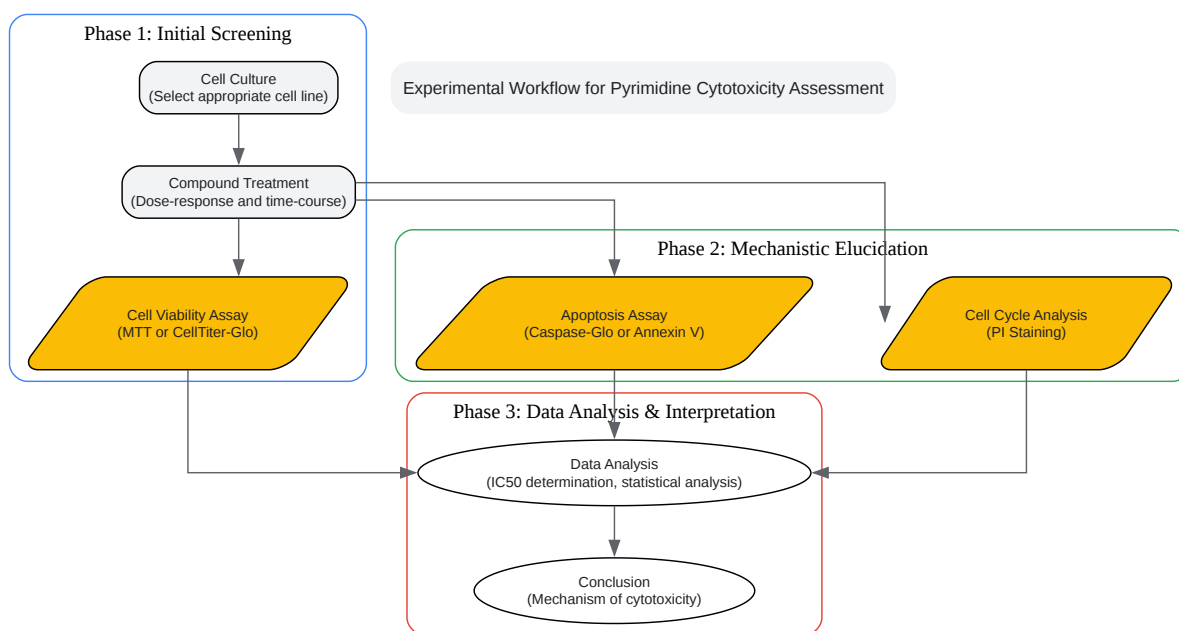 Phase 1: Initial Screening
Cell Culture
(Select appropriate cell line)
Experimental Workflow for Pyrimidine Cytotoxicity Assessment
Compound Treatment
(Dose-response and time-course)
Phase 2: Mechanistic Elucidation
Cell Viability Assay
(MTT or CellTiter-Glo)
Apoptosis Assay
(Caspase-Glo or Annexin V)
Cell Cycle Analysis
(PI Staining)
Phase 3: Data Analysis & Interpretation
Data Analysis
(IC50 determination, statistical analysis)
Conclusion
(Mechanism of cytotoxicity)